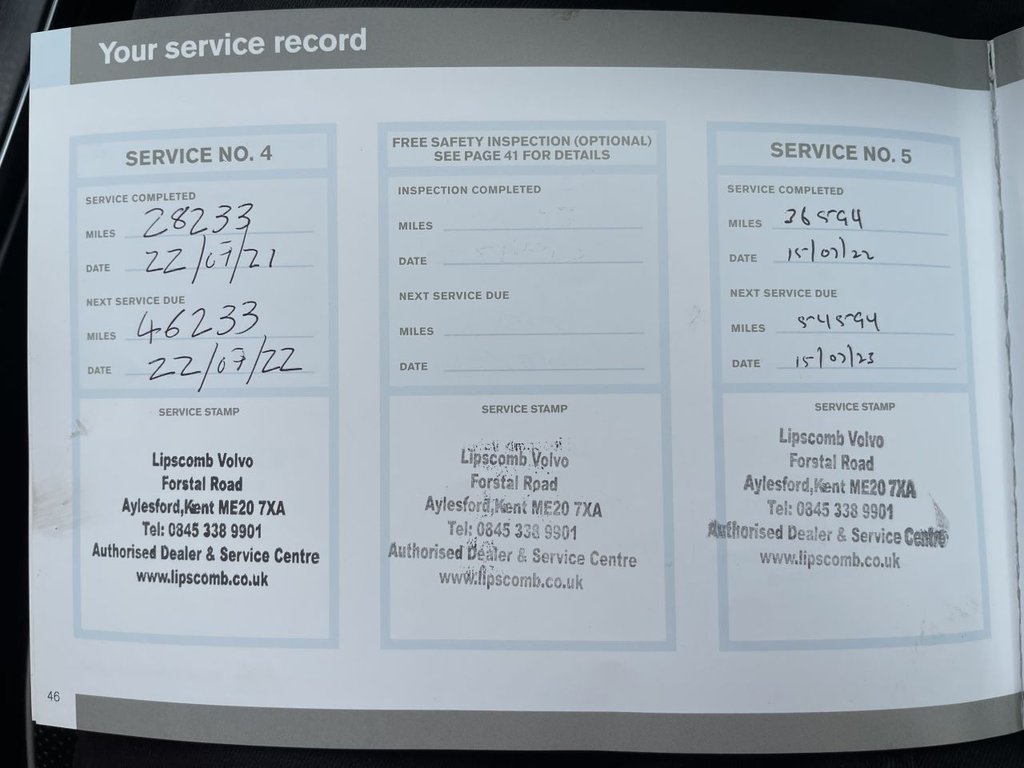 Your service record
SERVICE NO. 4
SERVICE COMPLETED
MILES 28233
DATE 22/07/21
NEXT SERVICE DUE
MILES 46233
DATE 22/07/22
SERVICE STAMP
Lipscomb Volvo
Forstal Road
Aylesford,Kent ME20 7XA
Tel: 0845 338 9901
Authorised Dealer & Service Centre
www.lipscomb.co.uk
FREE SAFETY INSPECTION (OPTIONAL)
SEE PAGE 41 FOR DETAILS
INSPECTION COMPLETED
MILES
DATE
NEXT SERVICE DUE
MILES
DATE
SERVICE STAMP
Lipscomb Volvo
Forstal Road
Aylesford,Kent ME20 7XA
Tel: 0845 338 9901
Authorised Dealer & Service Centre
www.lipscomb.co.uk
SERVICE NO. 5
SERVICE COMPLETED
MILES 36594
DATE 15/07/22
NEXT SERVICE DUE
MILES 54594
DATE 15/07/23
SERVICE STAMP
Lipscomb Volvo
Forstal Road
Aylesford,Kent ME20 7XA
Tel: 0845 338 9901
Authorised Dealer & Service Centre
www.lipscomb.co.uk
46